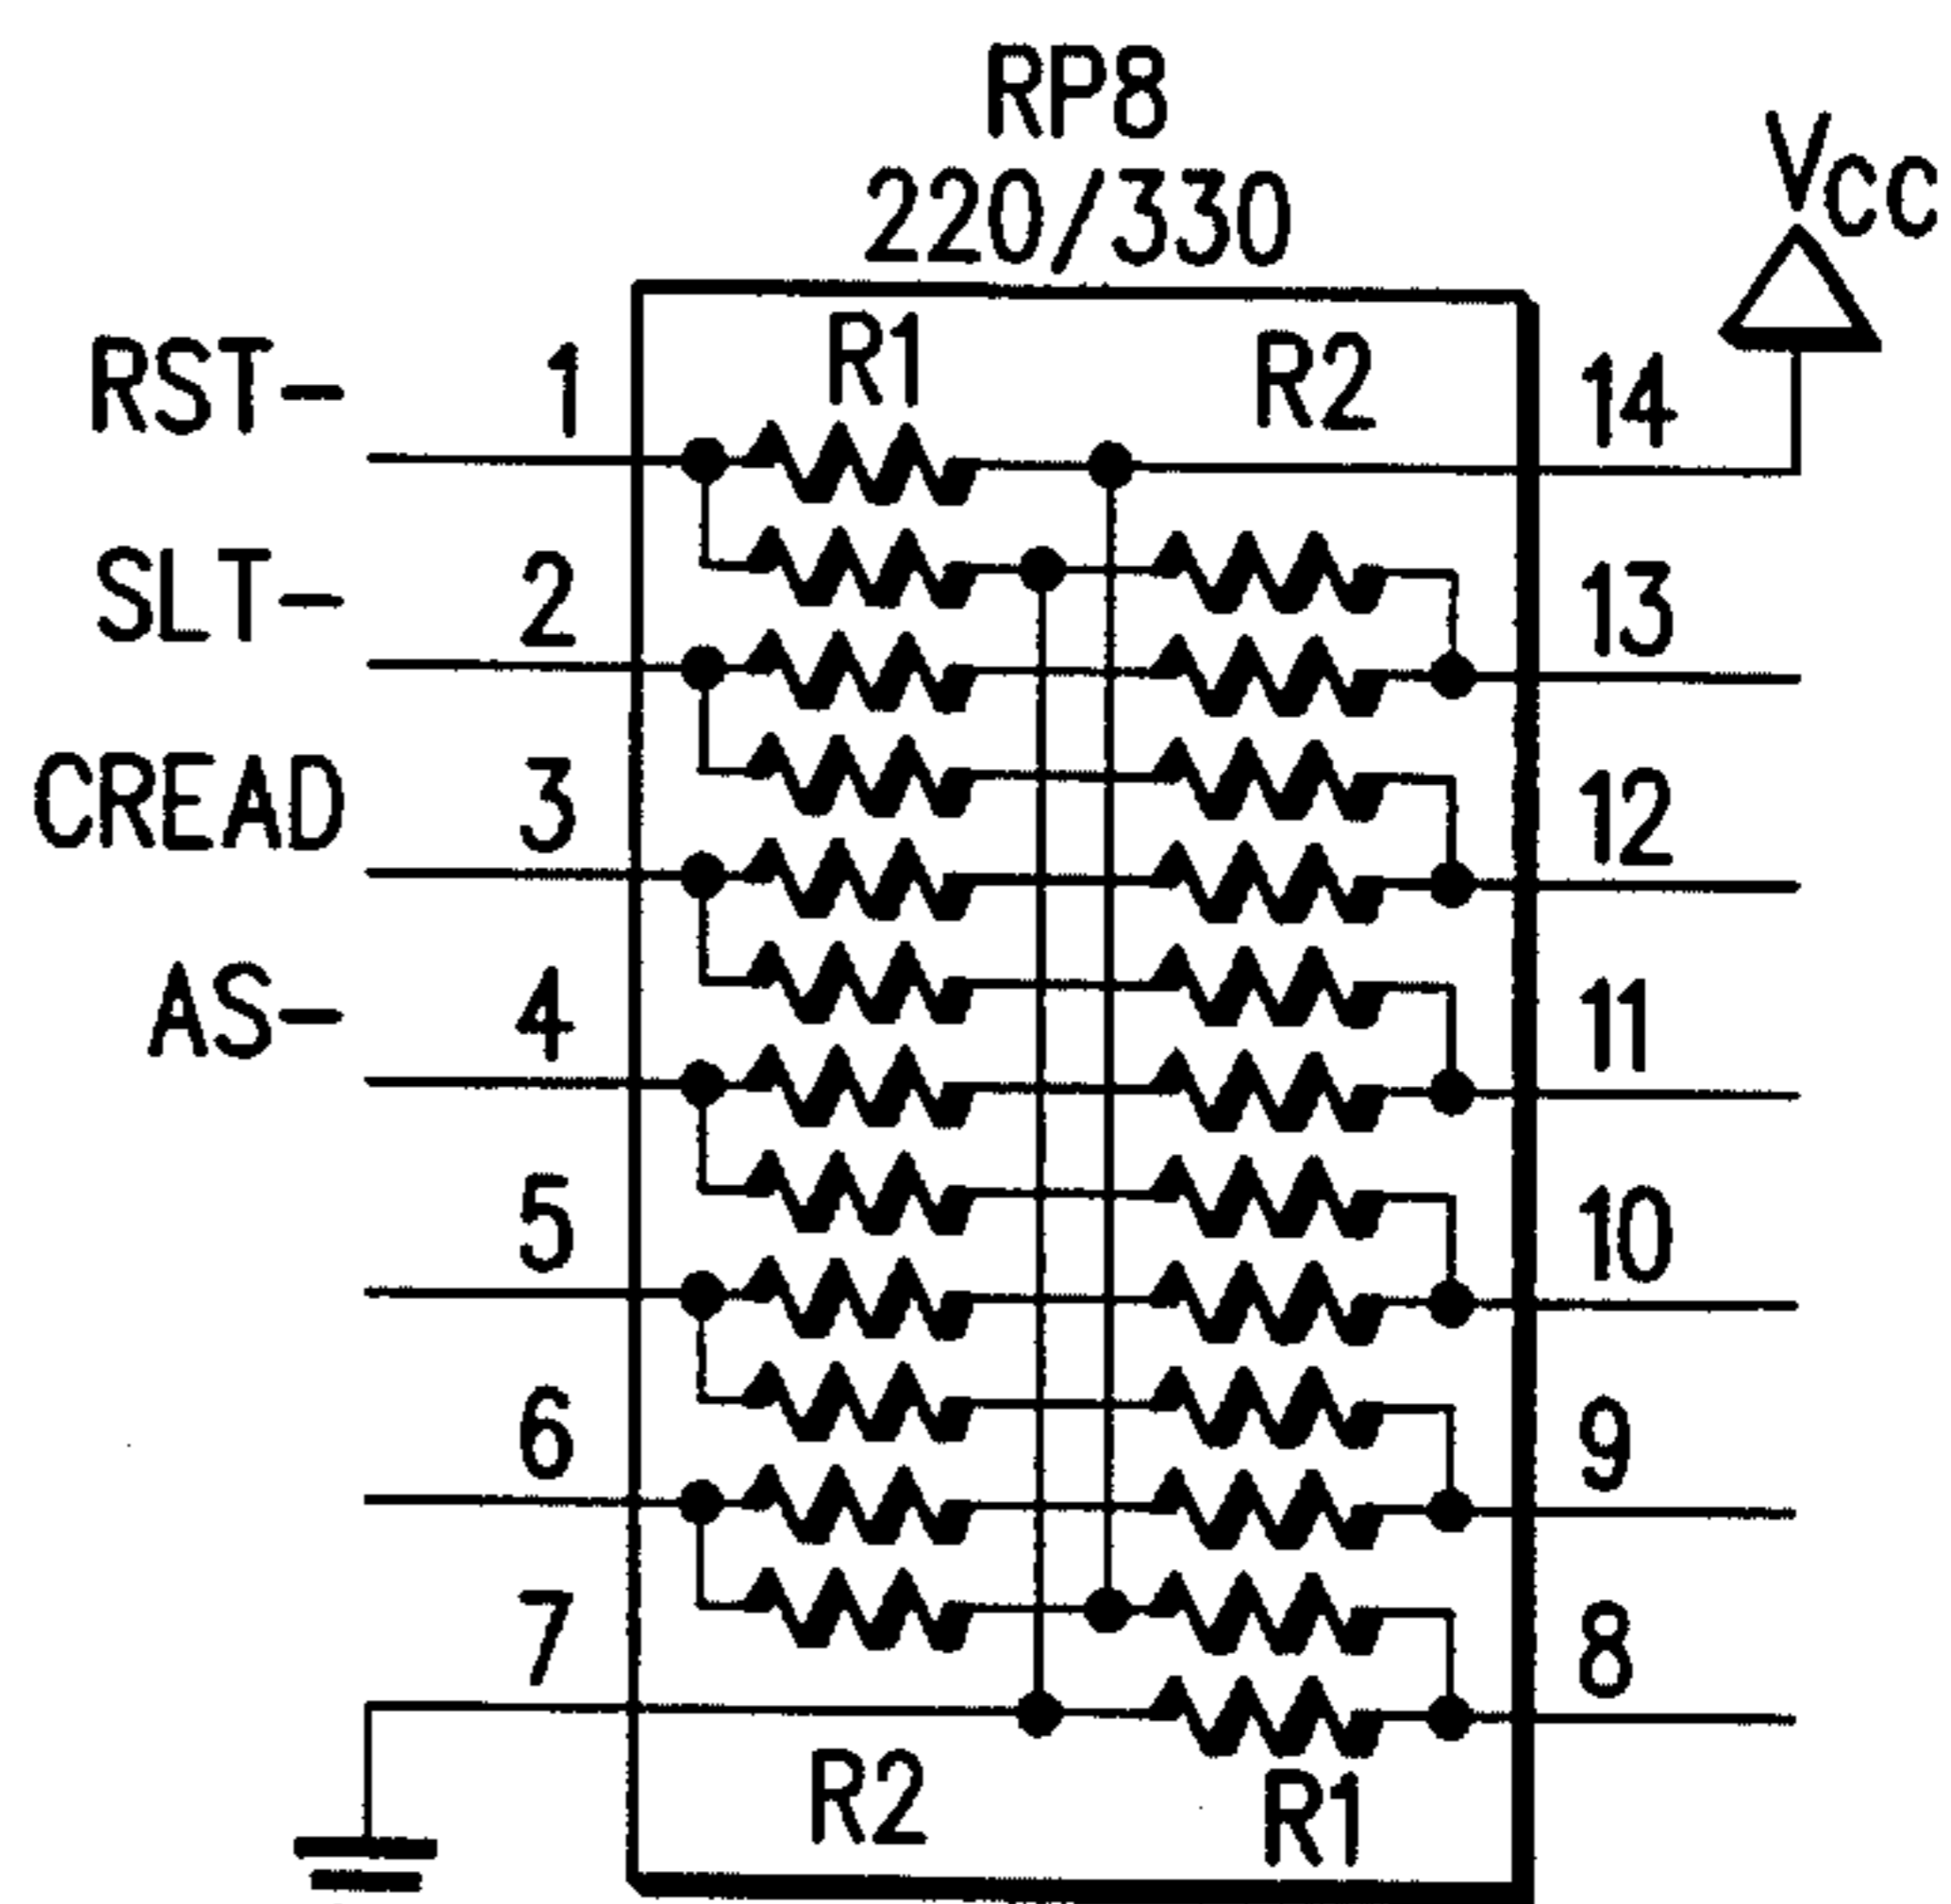 RP8
220/330
Vcc
R1
R2
RST- 1
14
SLT- 2
13
CREAD 3
12
AS- 4
11
5
10
6
9
7
8
R2
R1